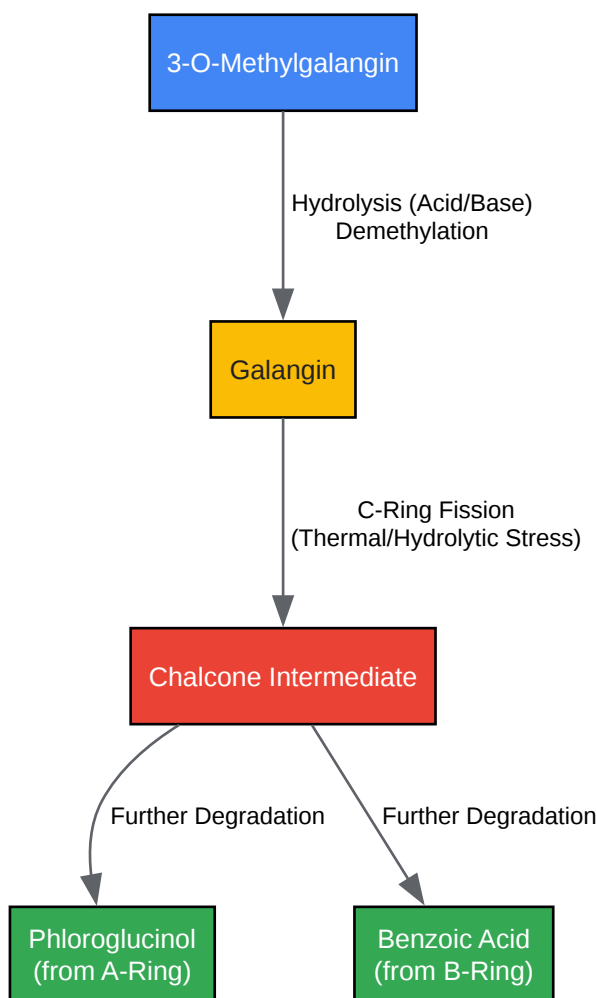 3-O-Methylgalangin
Hydrolysis (Acid/Base)
Demethylation
Galangin
C-Ring Fission
(Thermal/Hydrolytic Stress)
Chalcone Intermediate
Further Degradation
Further Degradation
Phloroglucinol
(from A-Ring)
Benzoic Acid
(from B-Ring)